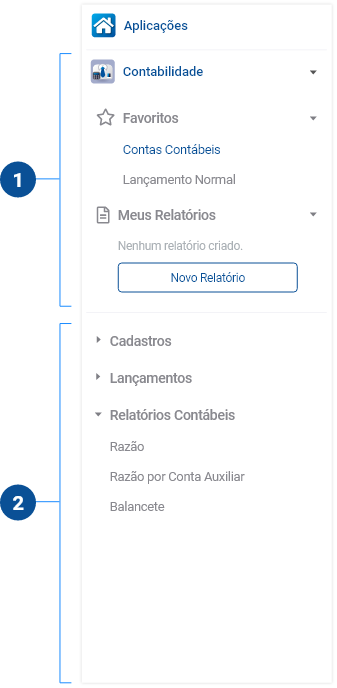 Aplicações
Contabilidade
Favoritos
Contas Contábeis
Lançamento Normal
Meus Relatórios
Nenhum relatório criado.
Novo Relatório
1
Cadastros
Lançamentos
Relatórios Contábeis
Razão
Razão por Conta Auxiliar
Balancete
2